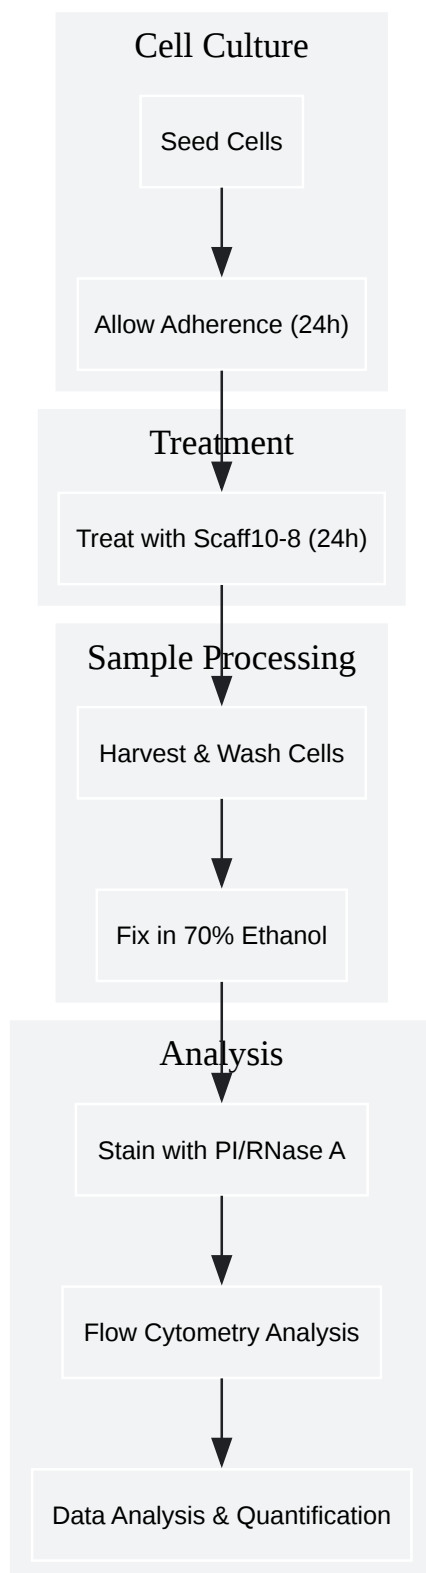 Cell Culture
Seed Cells
Allow Adherence (24h)
Treatment
Treat with Scaff10-8 (24h)
Sample Processing
Harvest & Wash Cells
Fix in 70% Ethanol
Analysis
Stain with PI/RNase A
Flow Cytometry Analysis
Data Analysis & Quantification